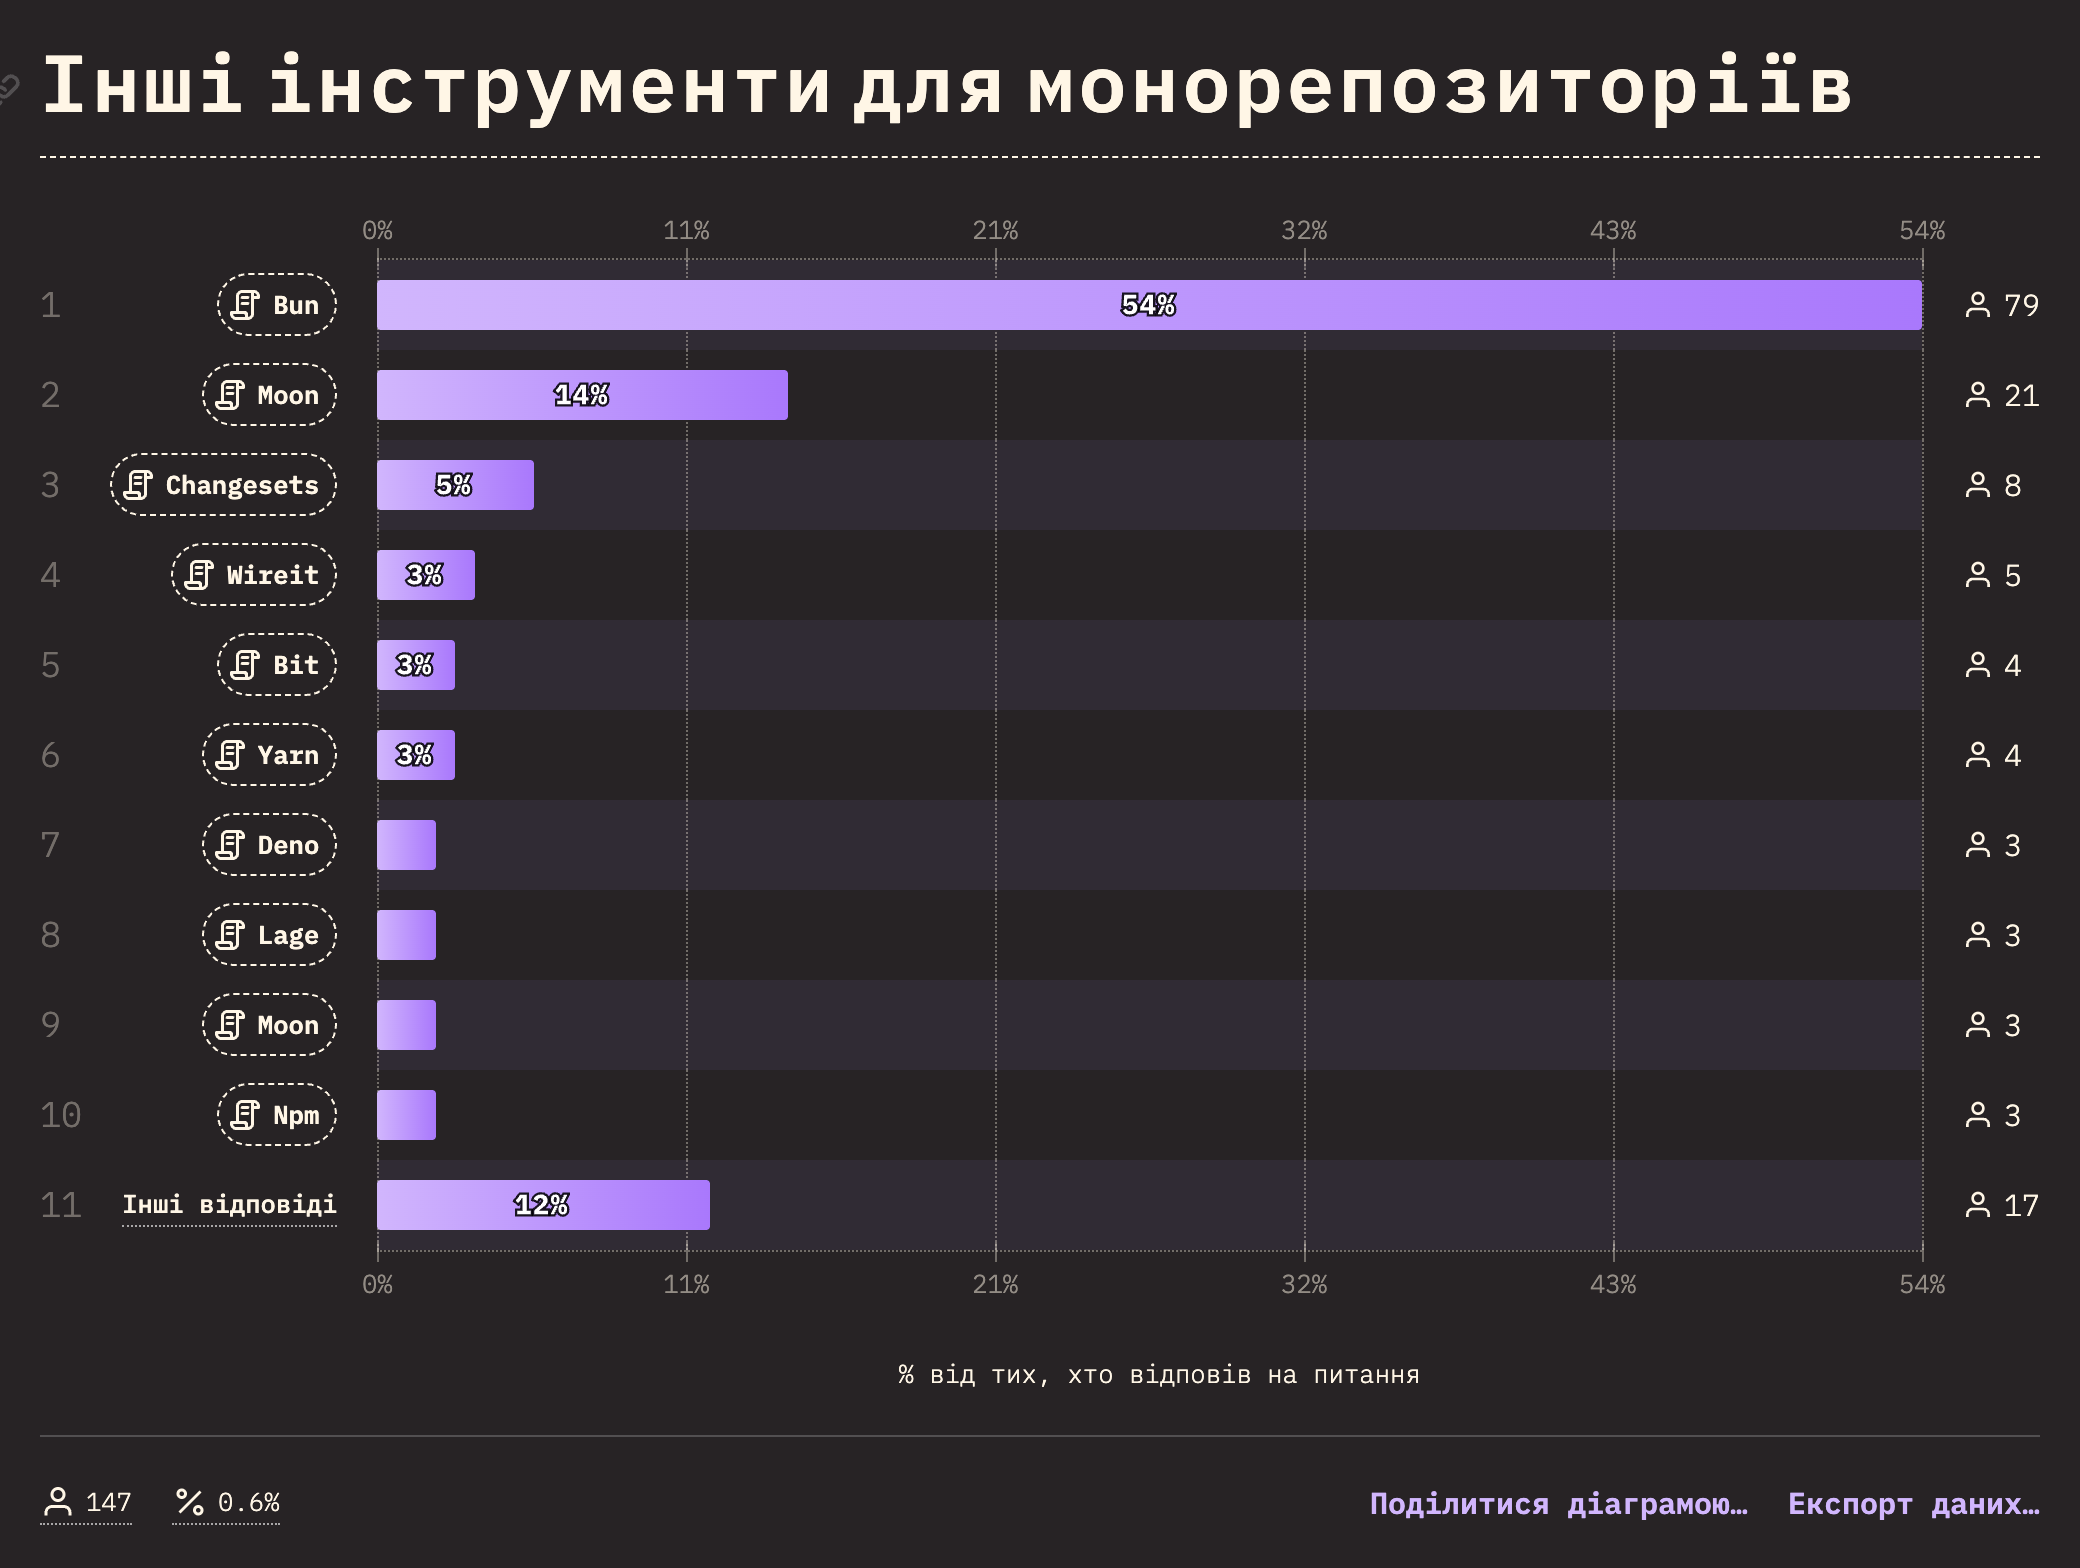 Інші інструменти для монорепозиторіїв
0% 11% 21% 32% 43% 54%
1 Bun 54% 79
2 Moon 14% 21
3 Changesets 5% 8
4 Wireit 3% 5
5 Bit 3% 4
6 Yarn 3% 4
7 Deno 3
8 Lage 3
9 Moon 3
10 Npm 3
11 Інші відповіді 12% 17
0% 11% 21% 32% 43% 54%
% від тих, хто відповів на питання
147 % 0.6% Поділитися діаграмою… Експорт даних…